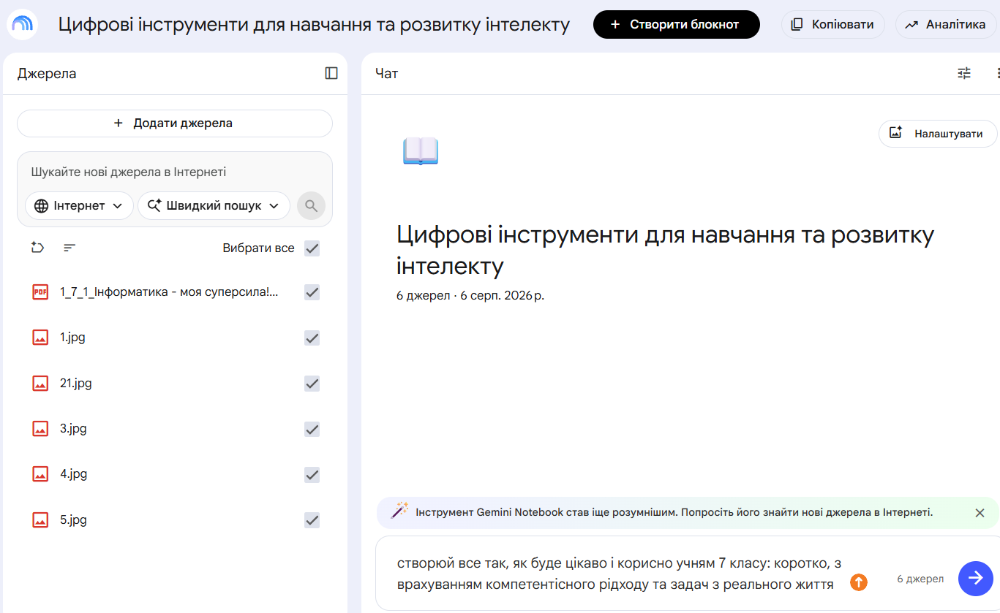 Цифрові інструменти для навчання та розвитку інтелекту
+ Створити блокнот
Копіювати
Аналітика
Джерела
+ Додати джерела
Шукайте нові джерела в Інтернеті
Інтернет
Швидкий пошук
Вибрати все
PDF 1_7_1_Інформатика - моя суперсила!...
1.jpg
21.jpg
3.jpg
4.jpg
5.jpg
Чат
Налаштувати
Цифрові інструменти для навчання та розвитку
інтелекту
6 джерел · 6 серп. 2026 р.
Інструмент Gemini Notebook став іще розумнішим. Попросіть його знайти нові джерела в Інтернеті.
створюй все так, як буде цікаво і корисно учням 7 класу: коротко, з
врахуванням компетентісного рідходу та задач з реального життя
6 джерел